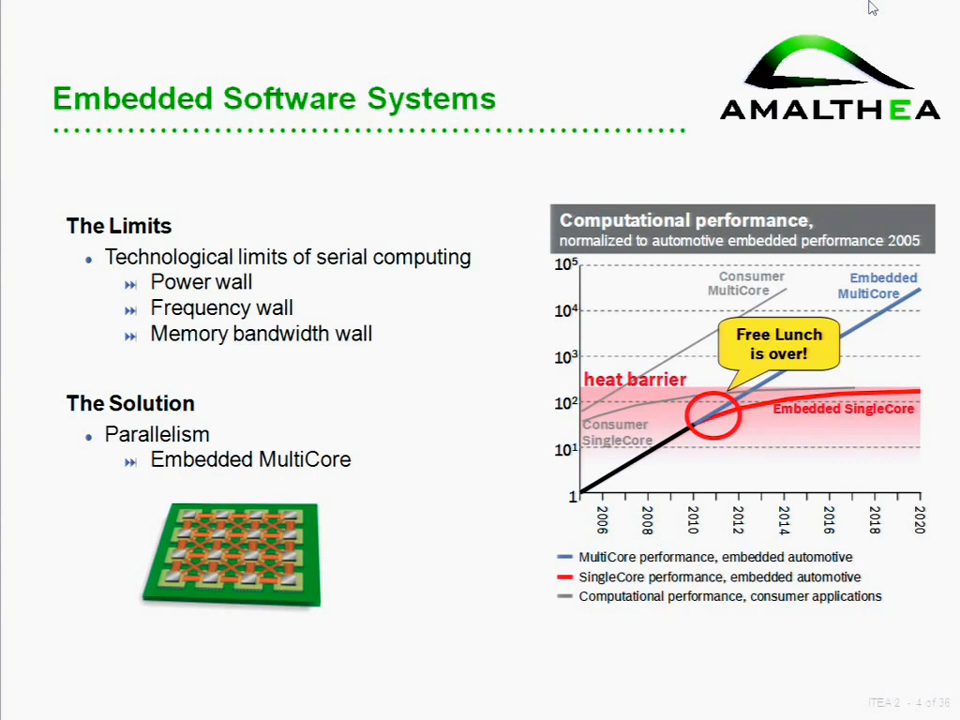 Embedded Software Systems
AMALTHEA
The Limits
Technological limits of serial computing
Power wall
Frequency wall
Memory bandwidth wall
The Solution
Parallelism
Embedded MultiCore
Computational performance,
normalized to automotive embedded performance 2005
10⁵
10⁴
10³
10²
10¹
1
Consumer
MultiCore
Embedded
MultiCore
Free Lunch
is over!
heat barrier
Embedded SingleCore
Consumer
SingleCore
2006 2008 2010 2012 2014 2016 2018 2020
MultiCore performance, embedded automotive
SingleCore performance, embedded automotive
Computational performance, consumer applications
ITEA 2 - 4 of 36